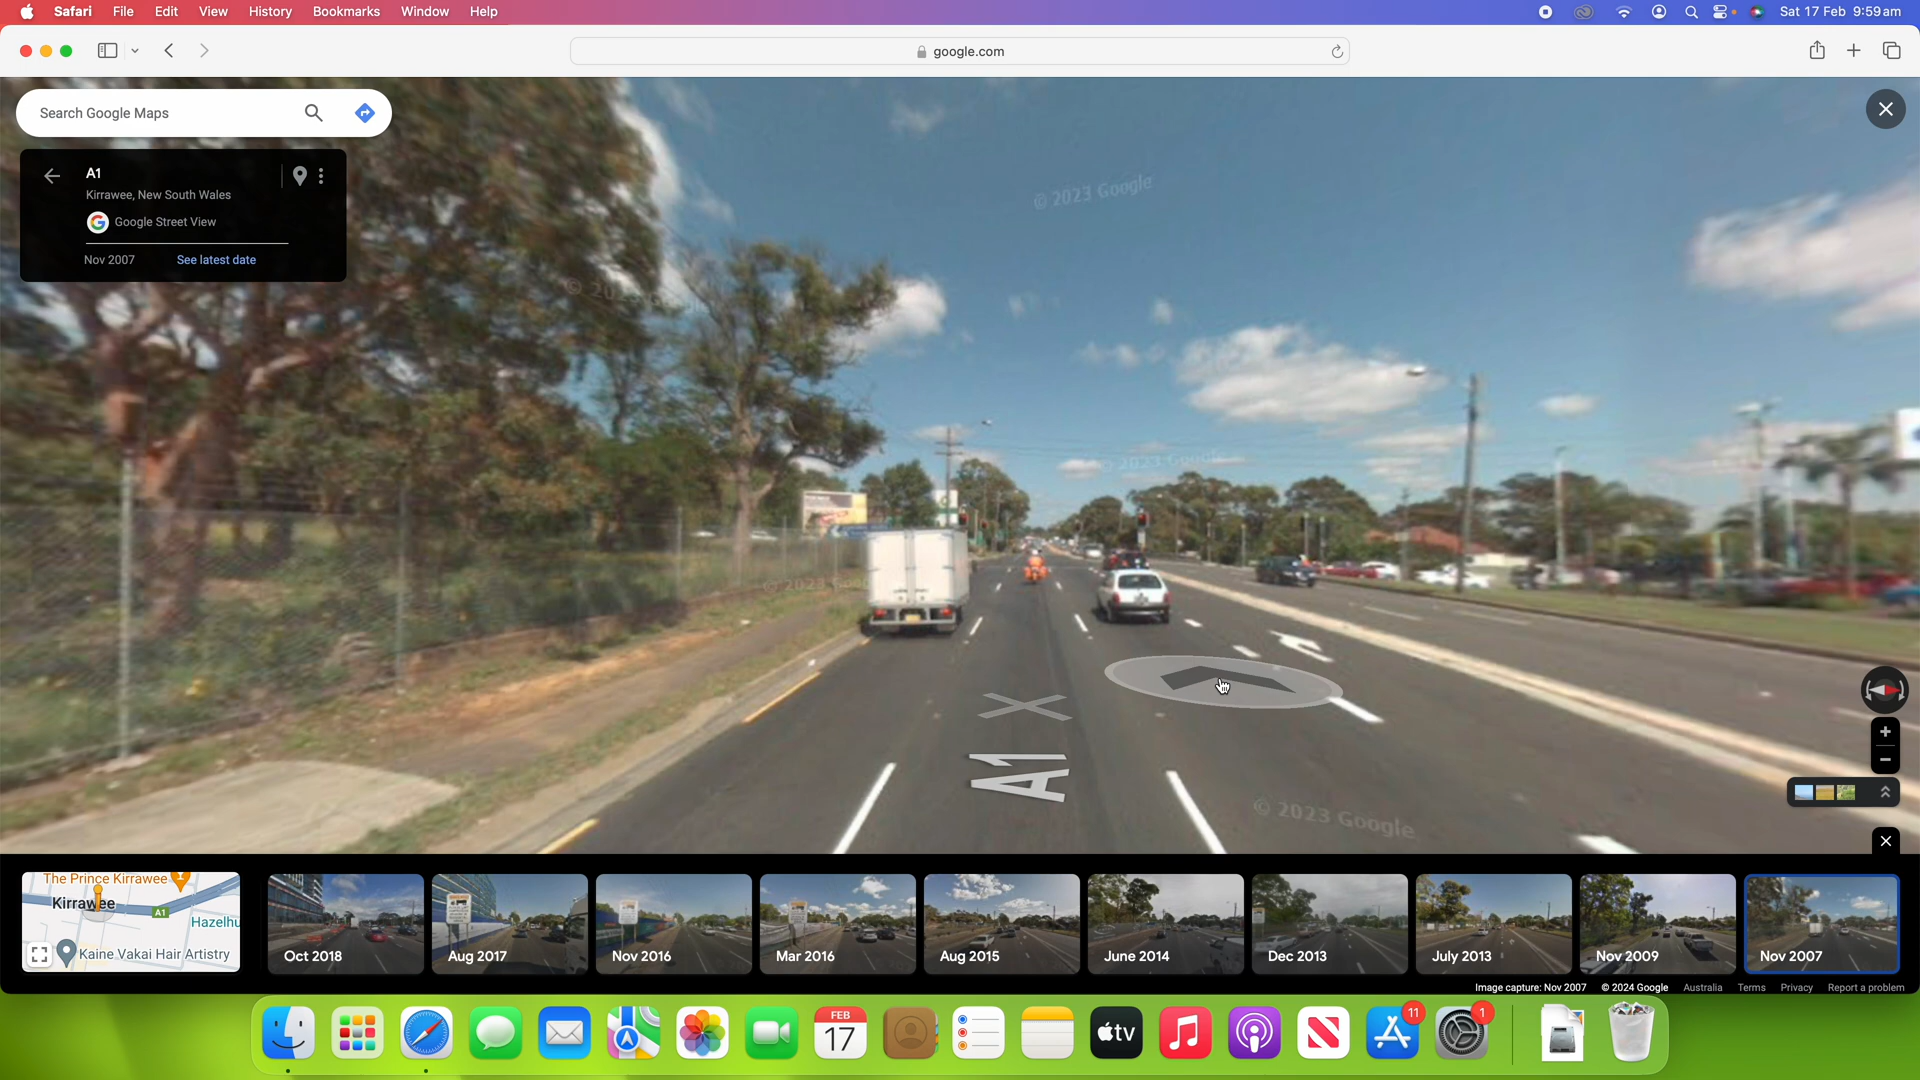 Safari File Edit View History Bookmarks Window Help
Sat 17 Feb 9:59am
google.com
Search Google Maps
A1
Kirrawee, New South Wales
Google Street View
Nov 2007 See latest date
© 2023 Google
© 2023 Google
A1
© 2023 Google
The Prince Kirrawee
Kirrawee
A1
Hazelhu
Kaine Vakai Hair Artistry
Oct 2018
Aug 2017
Nov 2016
Mar 2016
Aug 2015
June 2014
Dec 2013
July 2013
Nov 2009
Nov 2007
Image capture: Nov 2007 © 2024 Google Australia Terms Privacy Report a problem
FEB
17
tv
11
1